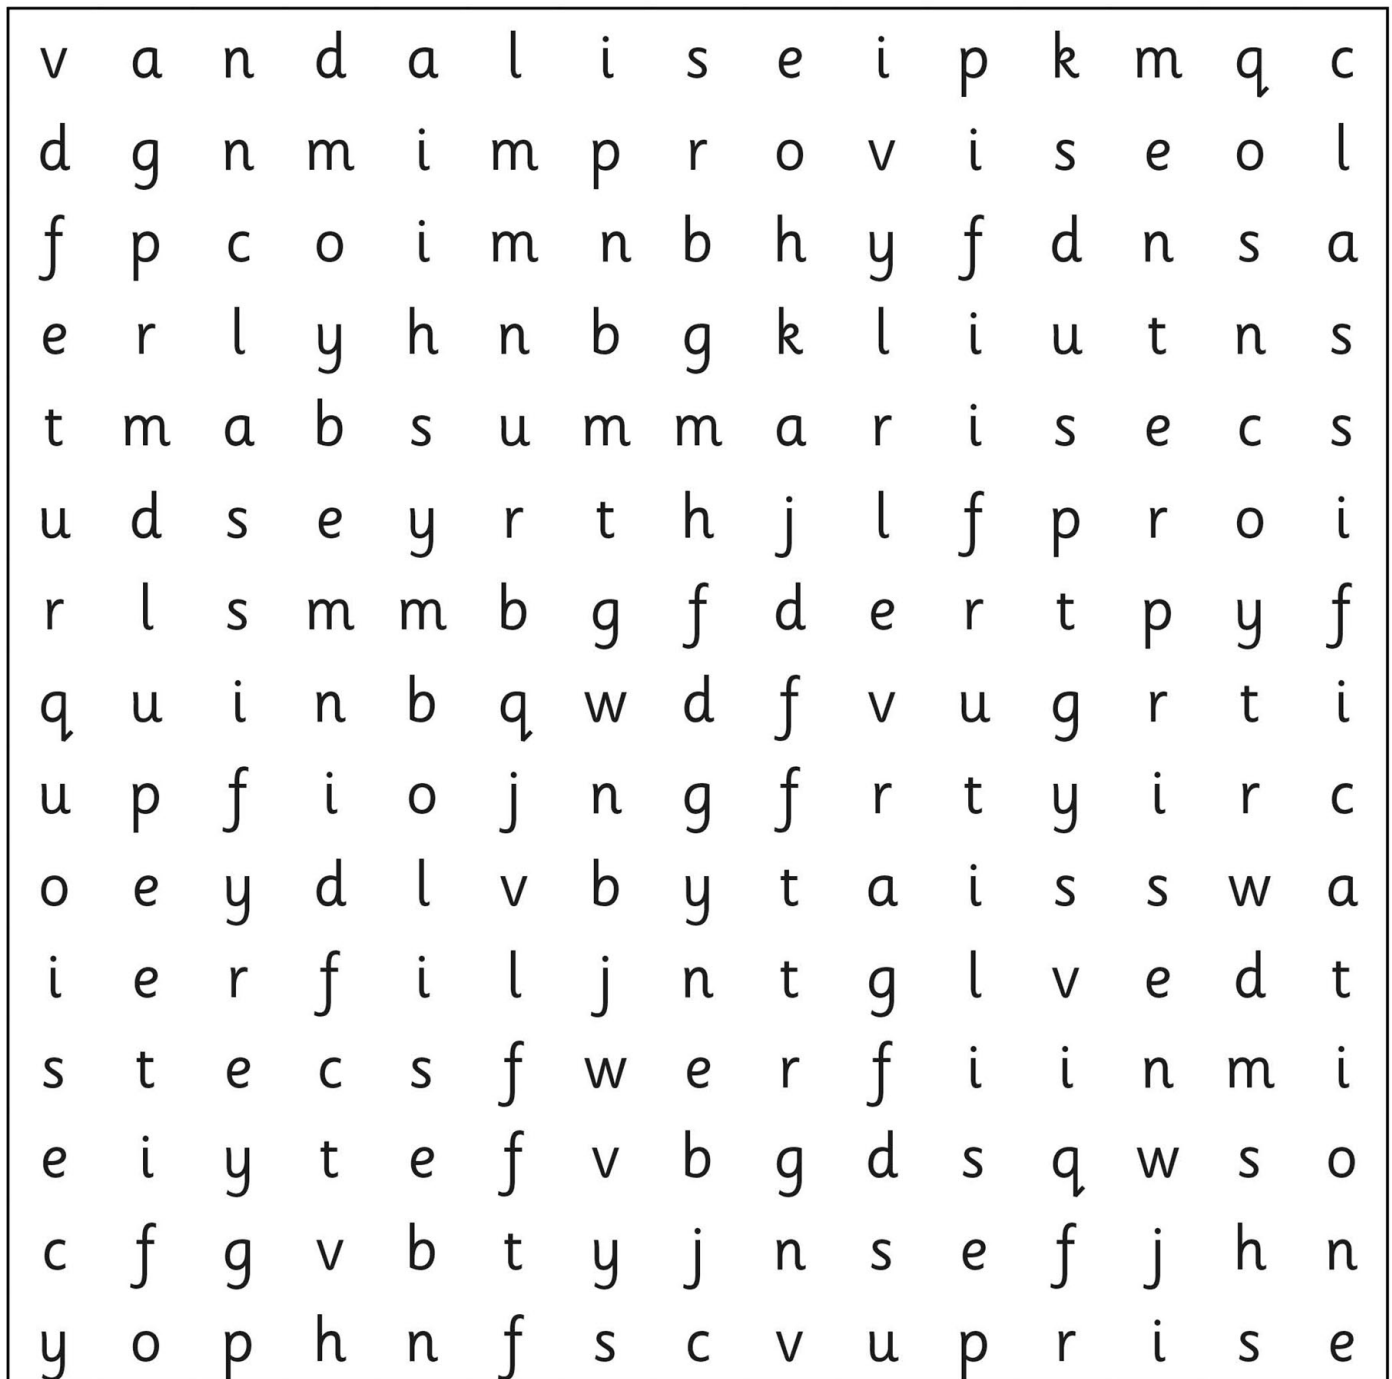 v a n d a l i s e i p k m q c
d g n m i m p r o v i s e o l
f p c o i m n b h y f d n s a
e r l y h n b g k l i u t n s
t m a b s u m m a r i s e c s
u d s e y r t h j l f p r o i
r l s m m b g f d e r t p y f
q u i n b q w d f v u g r t i
u p f i o j n g f r t y i r c
o e y d l v b y t a i s s w a
i e r f i l j n t g l v e d t
s t e c s f w e r f i i n m i
e i y t e f v b g d s q w s o
c f g v b t y j n s e f j h n
y o p h n f s c v u p r i s e